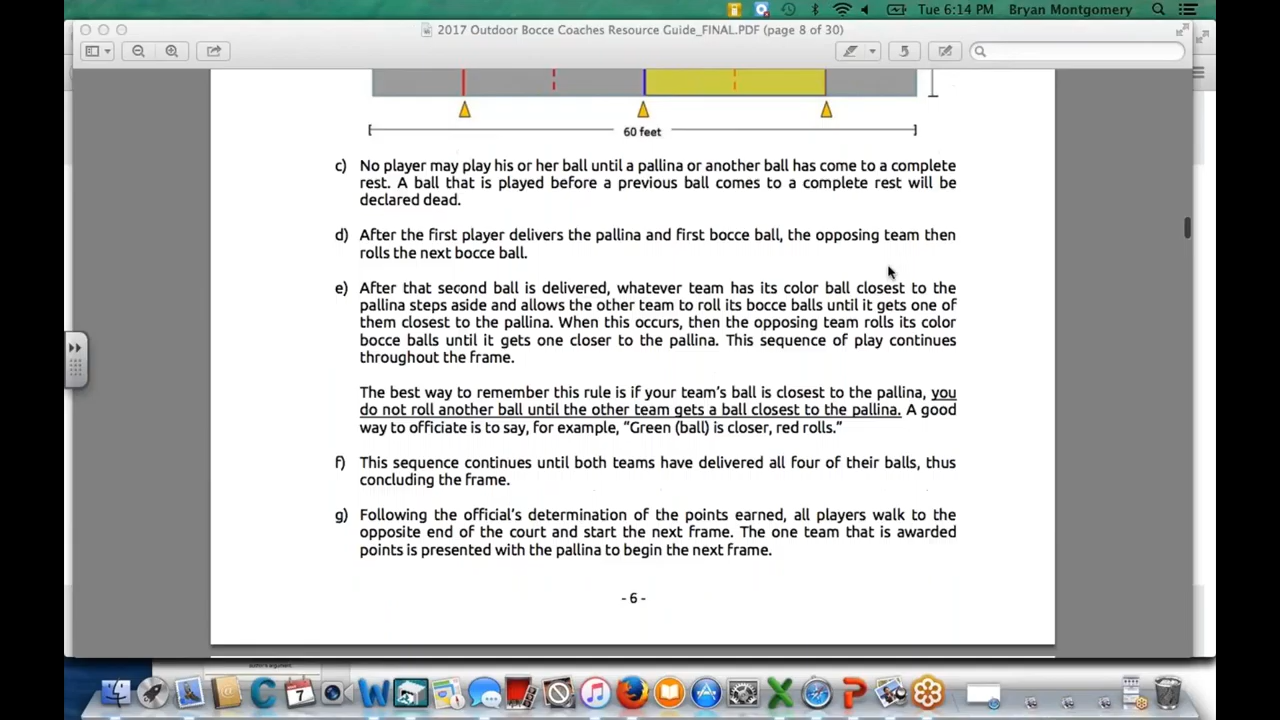 Tue 6:14 PM Bryan Montgomery
2017 Outdoor Bocce Coaches Resource Guide_FINAL.PDF (page 8 of 30)
60 feet
c) No player may play his or her ball until a pallina or another ball has come to a complete
rest. A ball that is played before a previous ball comes to a complete rest will be
declared dead.
d) After the first player delivers the pallina and first bocce ball, the opposing team then
rolls the next bocce ball.
e) After that second ball is delivered, whatever team has its color ball closest to the
pallina steps aside and allows the other team to roll its bocce balls until it gets one of
them closest to the pallina. When this occurs, then the opposing team rolls its color
bocce balls until it gets one closer to the pallina. This sequence of play continues
throughout the frame.
The best way to remember this rule is if your team's ball is closest to the pallina, you
do not roll another ball until the other team gets a ball closest to the pallina. A good
way to officiate is to say, for example, “Green (ball) is closer, red rolls.”
f) This sequence continues until both teams have delivered all four of their balls, thus
concluding the frame.
g) Following the official's determination of the points earned, all players walk to the
opposite end of the court and start the next frame. The one team that is awarded
points is presented with the pallina to begin the next frame.
- 6 -
7